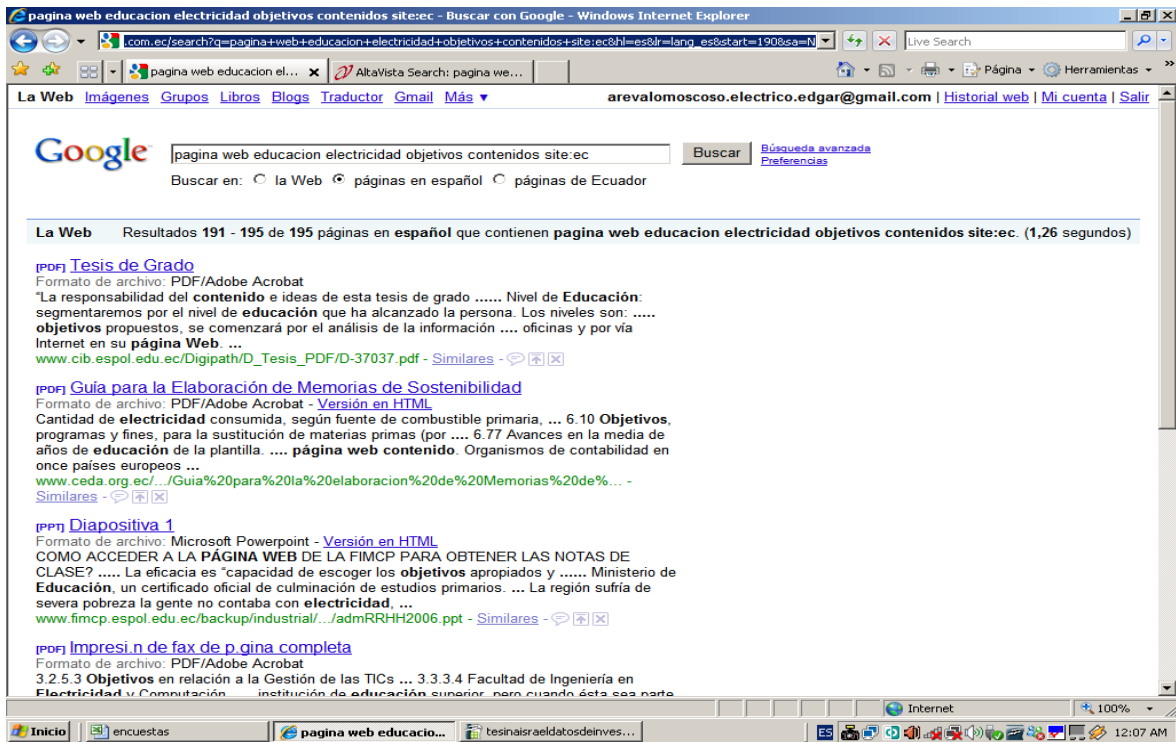 pagina web educacion electricidad objetivos contenidos site:ec - Buscar con Google - Windows Internet Explorer
.com.ec/search?q=pagina+web+educacion+electricidad+objetivos+contenidos+site:ec&hl=es&lr=lang_es&start=190&sa=N
Live Search
pagina web educacion el...
AltaVista Search: pagina we...
Página
Herramientas
»
La Web Imágenes Grupos Libros Blogs Traductor Gmail Más ▼
arevalomoscoso.electrico.edgar@gmail.com | Historial web | Mi cuenta | Salir
Google
pagina web educacion electricidad objetivos contenidos site:ec
Buscar
Búsqueda avanzada
Preferencias
Buscar en: la Web páginas en español páginas de Ecuador
La Web Resultados 191 - 195 de 195 páginas en español que contienen pagina web educacion electricidad objetivos contenidos site:ec. (1,26 segundos)
[PDF] Tesis de Grado
Formato de archivo: PDF/Adobe Acrobat
"La responsabilidad del contenido e ideas de esta tesis de grado ...... Nivel de Educación:
segmentaremos por el nivel de educación que ha alcanzado la persona. Los niveles son: .....
objetivos propuestos, se comenzará por el análisis de la información .... oficinas y por vía
Internet en su página Web. ...
www.cib.espol.edu.ec/Digipath/D_Tesis_PDF/D-37037.pdf - Similares -
[PDF] Guía para la Elaboración de Memorias de Sostenibilidad
Formato de archivo: PDF/Adobe Acrobat - Versión en HTML
Cantidad de electricidad consumida, según fuente de combustible primaria, ... 6.10 Objetivos,
programas y fines, para la sustitución de materias primas (por .... 6.77 Avances en la media de
años de educación de la plantilla. .... página web contenido. Organismos de contabilidad en
once países europeos ...
www.ceda.org.ec/.../Guia%20para%20la%20elaboracion%20de%20Memorias%20de%... -
Similares -
[PPT] Diapositiva 1
Formato de archivo: Microsoft Powerpoint - Versión en HTML
COMO ACCEDER A LA PÁGINA WEB DE LA FIMCP PARA OBTENER LAS NOTAS DE
CLASE? ..... La eficacia es "capacidad de escoger los objetivos apropiados y ...... Ministerio de
Educación, un certificado oficial de culminación de estudios primarios. ... La región sufría de
severa pobreza la gente no contaba con electricidad, ...
www.fimcp.espol.edu.ec/backup/industrial/.../admRRHH2006.ppt - Similares -
[PDF] Impresi.n de fax de p.gina completa
Formato de archivo: PDF/Adobe Acrobat
3.2.5.3 Objetivos en relación a la Gestión de las TICs ... 3.3.3.4 Facultad de Ingeniería en
Electricidad y Computación .... institución de educación superior, pero cuando ésta sea parte
Internet
100%
Inicio
encuestas
pagina web educacio...
tesinaisraeldatosdeinves...
ES
12:07 AM